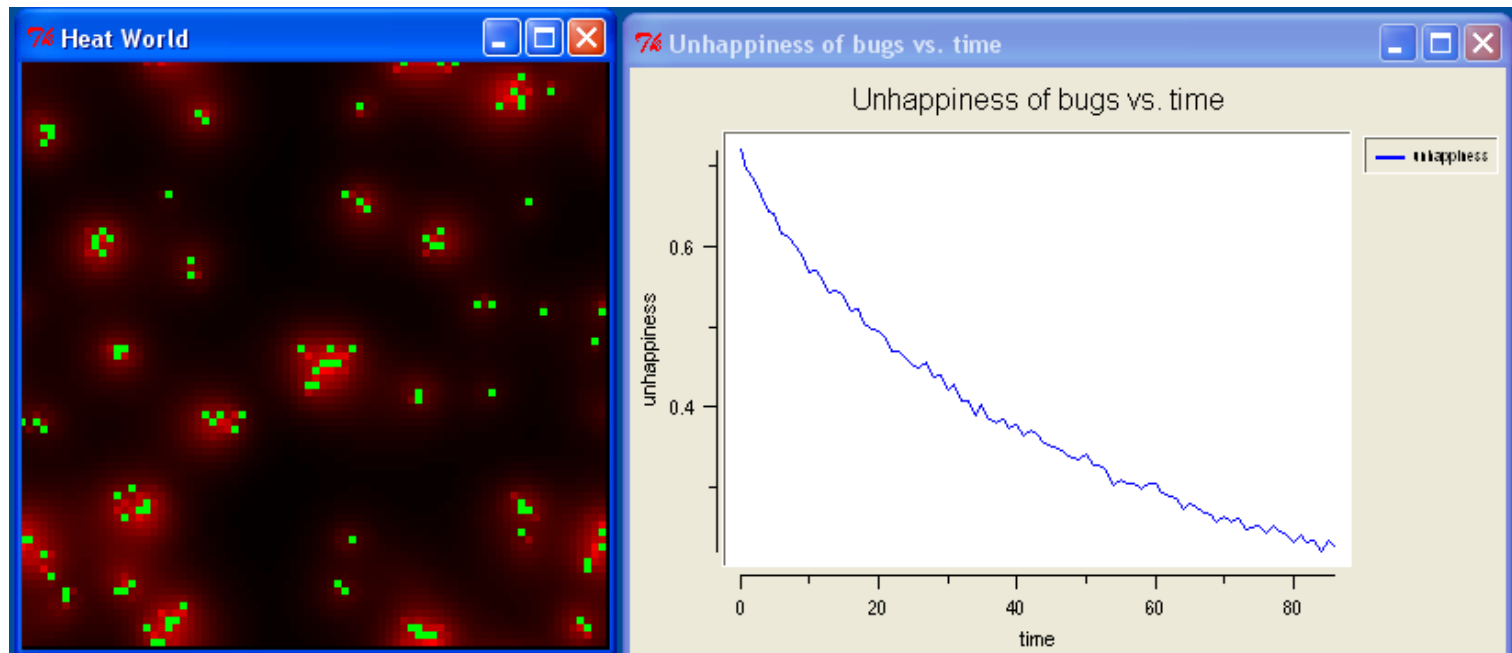 Heat World
Unhappiness of bugs vs. time
Unhappiness of bugs vs. time
unhappiness
0.6
0.4
unhappiness
0 20 40 60 80
time